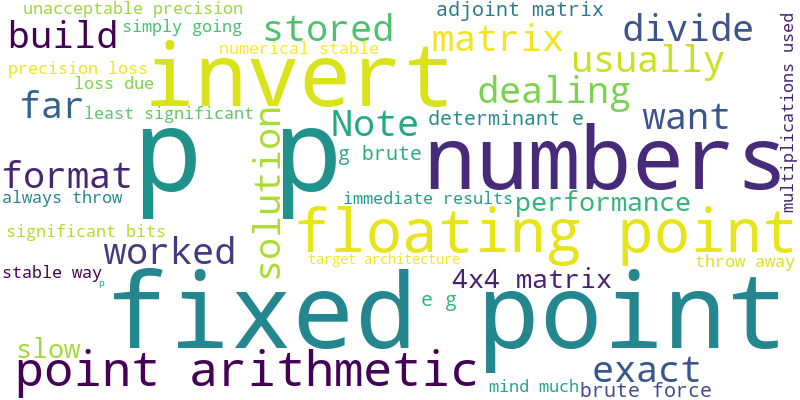 unacceptable precision
adjoint matrix
build
simply going
stored
divide
numerical stable
matrix
usually
precision loss
invert
loss due
dealing
far
least significant
Note
determinant e
want
multiplications used
p p
numbers
g brute
format
solution
always throw
immediate results
performance
significant bits
floating point
worked
target architecture
throw away
stable way
p
fixed point
4x4 matrix
e g
slow
point arithmetic
exact
mind much
brute force